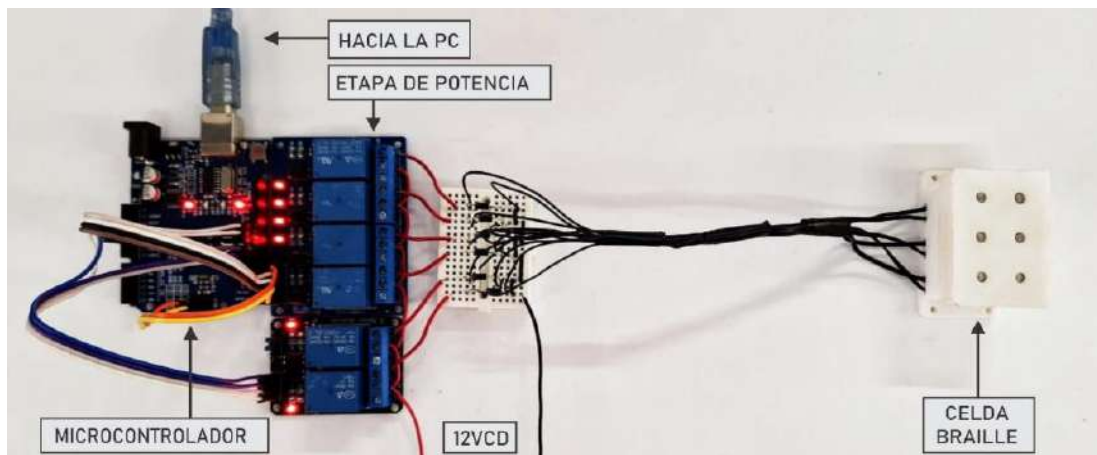 HACIA LA PC
ETAPA DE POTENCIA
MICROCONTROLADOR
12VCD
CELDA
BRAILLE